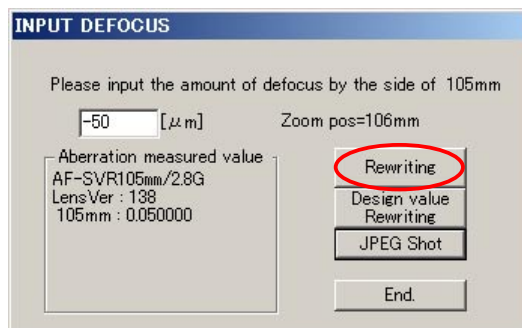 INPUT DEFOCUS
Please input the amount of defocus by the side of 105mm
-50 [μm] Zoom pos=106mm
Aberration measured value
AF-SVR105mm/2.8G
LensVer : 138
105mm : 0.050000
Rewriting
Design value
Rewriting
JPEG Shot
End.